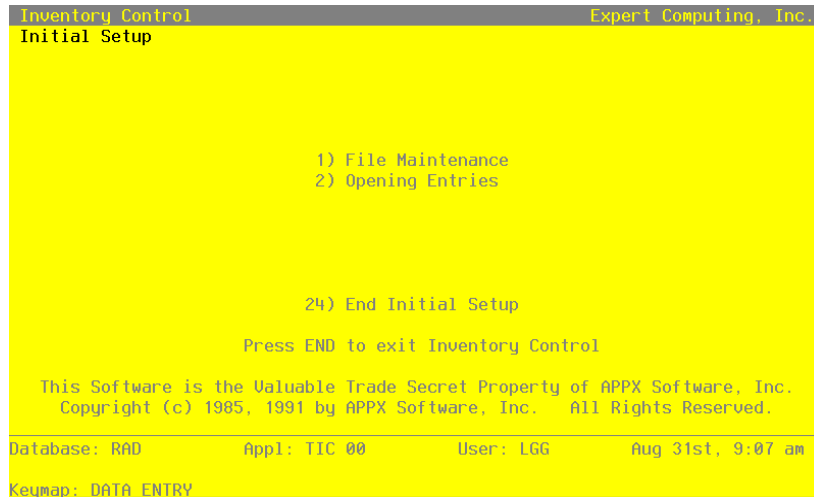 Inventory Control Expert Computing, Inc.
Initial Setup
1) File Maintenance
2) Opening Entries
24) End Initial Setup
Press END to exit Inventory Control
This Software is the Valuable Trade Secret Property of APPX Software, Inc.
Copyright (c) 1985, 1991 by APPX Software, Inc. All Rights Reserved.
Database: RAD Appl: TIC 00 User: LGG Aug 31st, 9:07 am
Keymap: DATA ENTRY